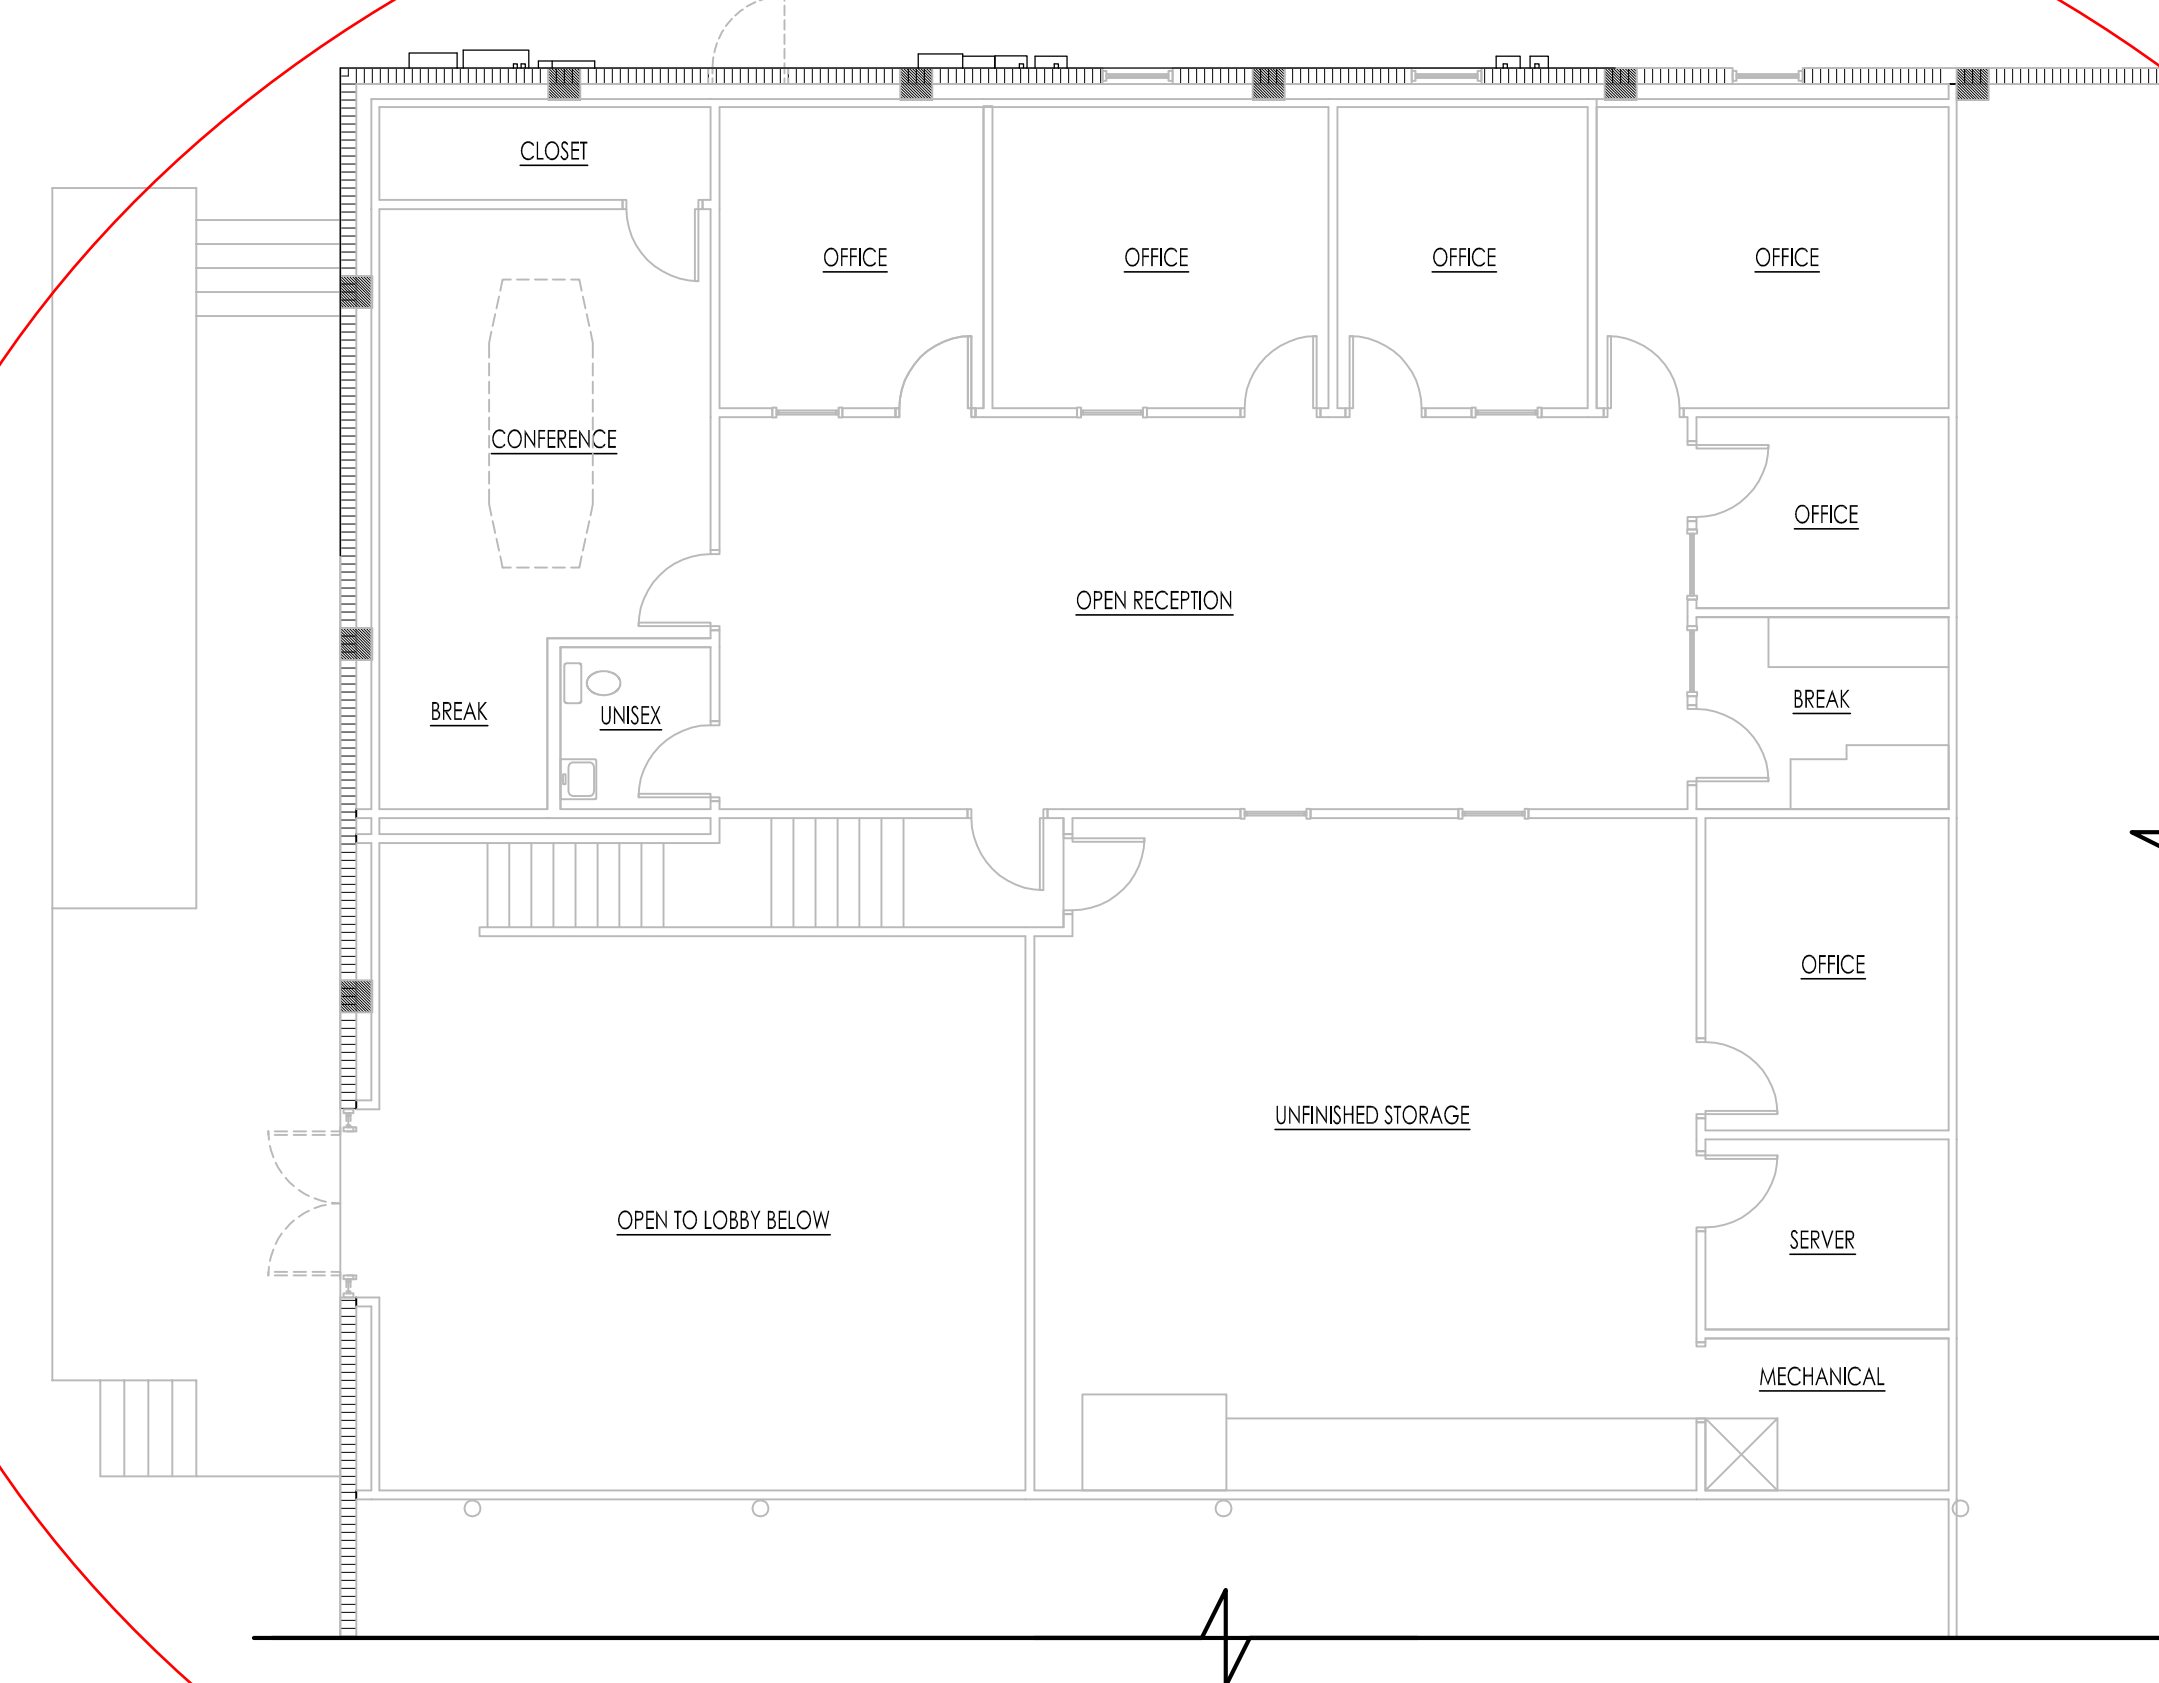 CLOSET
OFFICE
OFFICE
OFFICE
OFFICE
CONFERENCE
OFFICE
OPEN RECEPTION
BREAK
BREAK
UNISEX
OFFICE
UNFINISHED STORAGE
OPEN TO LOBBY BELOW
SERVER
MECHANICAL